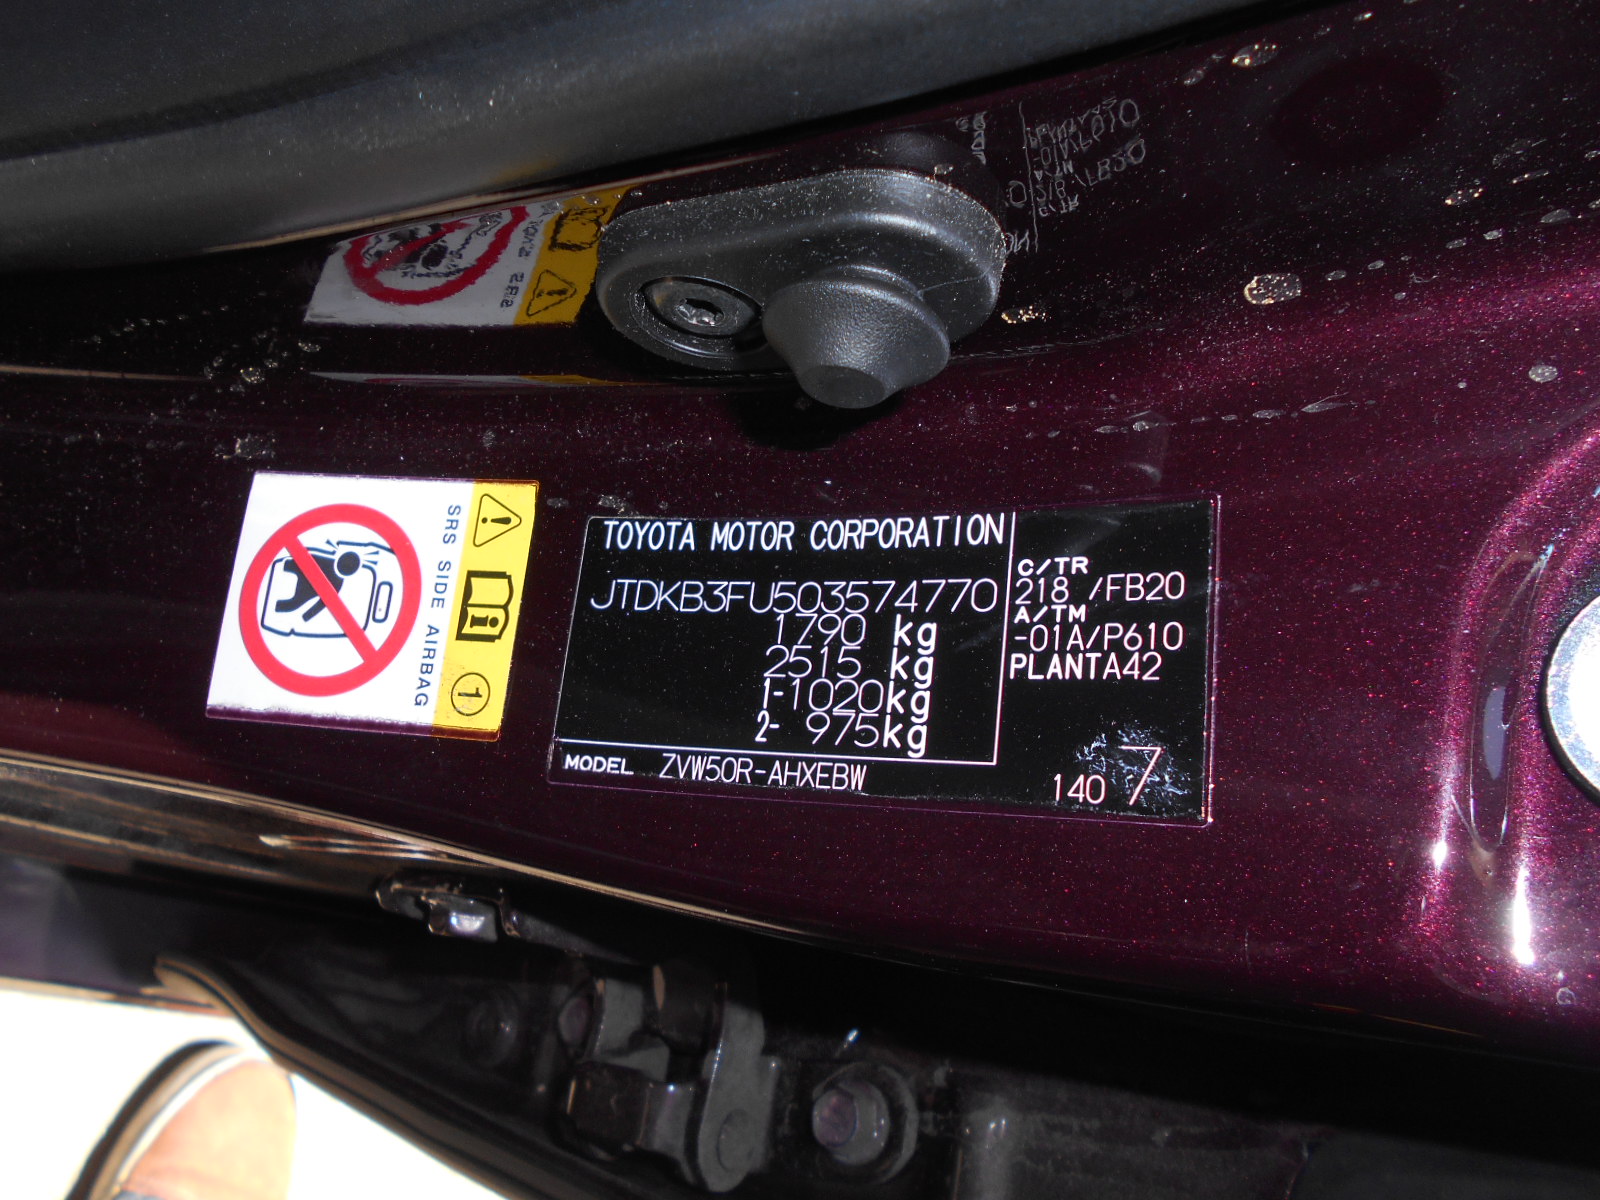 SRS SIDE AIRBAG
1
TOYOTA MOTOR CORPORATION
JTDKB3FU503574770
1790 kg
2515 kg
1-1020kg
2- 975kg
MODEL ZVW50R-AHXEBW
C/TR
218 /FB20
A/TM
-01A/P610
PLANTA42
140 7